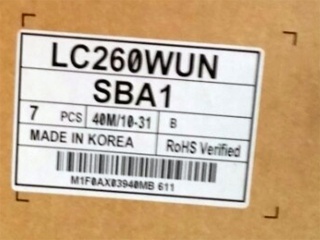 LC260WUN
SBA1
7 PCS 40M/10-31 B
MADE IN KOREA RoHS Verified
M1F0AX03940MB 611